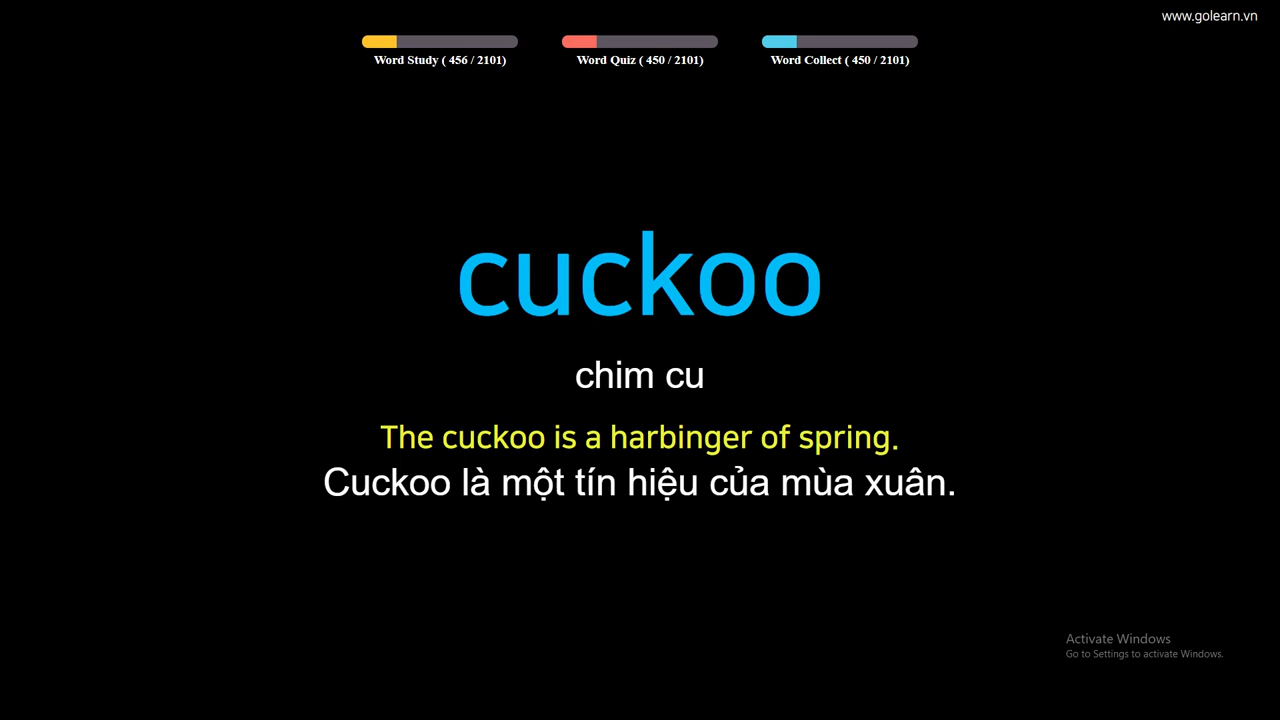 www.golearn.vn
Word Study ( 456 / 2101)
Word Quiz ( 450 / 2101)
Word Collect ( 450 / 2101)
cuckoo
chim cu
The cuckoo is a harbinger of spring.
Cuckoo là một tín hiệu của mùa xuân.
Activate Windows
Go to Settings to activate Windows.